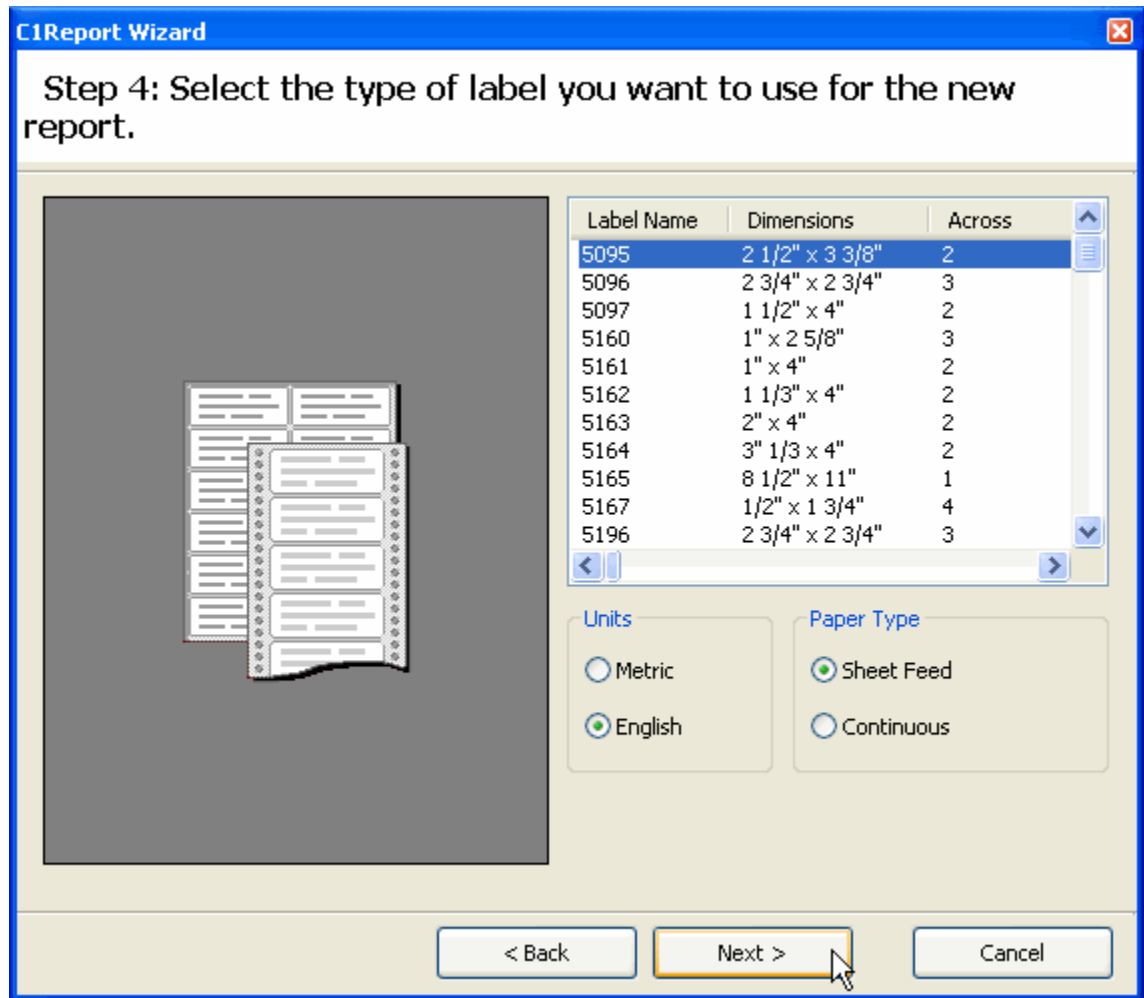 C1Report Wizard
Step 4: Select the type of label you want to use for the new
report.
Label Name Dimensions Across
5095 2 1/2" x 3 3/8" 2
5096 2 3/4" x 2 3/4" 3
5097 1 1/2" x 4" 2
5160 1" x 2 5/8" 3
5161 1" x 4" 2
5162 1 1/3" x 4" 2
5163 2" x 4" 2
5164 3" 1/3 x 4" 2
5165 8 1/2" x 11" 1
5167 1/2" x 1 3/4" 4
5196 2 3/4" x 2 3/4" 3
Units Paper Type
Metric Sheet Feed
English Continuous
< Back Next > Cancel